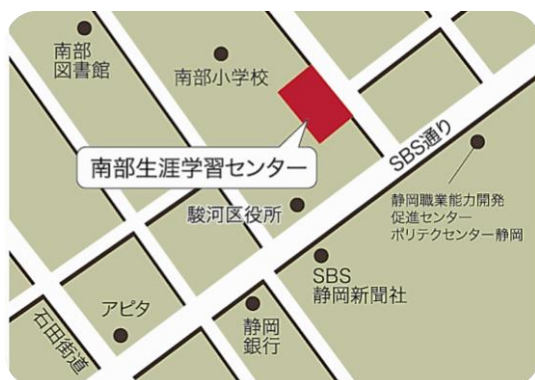 南部
図書館
南部小学校
南部生涯学習センター
SBS通り
駿河区役所
静岡職業能力開発
促進センター
ポリテクセンター静岡
SBS
静岡新聞社
アピタ
静岡
銀行
石田街道